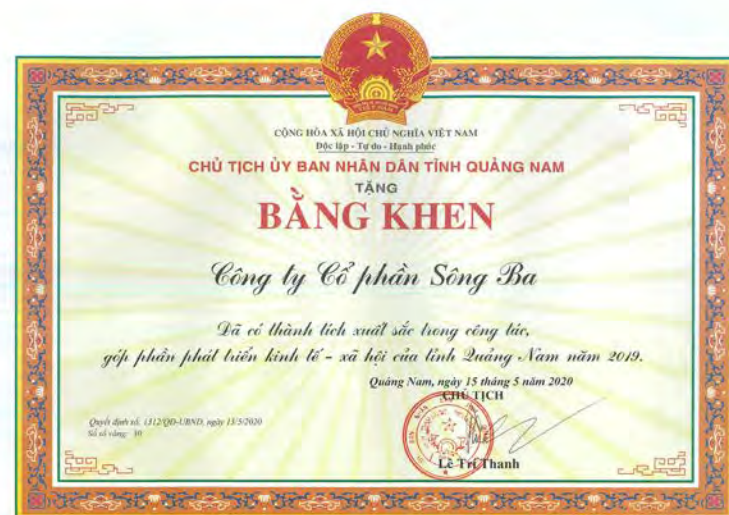 CỘNG HÒA XÃ HỘI CHỦ NGHĨA VIỆT NAM
Độc lập - Tự do - Hạnh phúc
CHỦ TỊCH ỦY BAN NHÂN DÂN TỈNH QUẢNG NAM
TẶNG
BẰNG KHEN
Công ty Cổ phần Sông Ba
Đã có thành tích xuất sắc trong công tác,
góp phần phát triển kinh tế - xã hội của tỉnh Quảng Nam năm 2019.
Quảng Nam, ngày 15 tháng 5 năm 2020
CHỦ TỊCH
Quyết định số: 1312/QĐ-UBND, ngày 15/5/2020
Số sổ vàng: 10
Lê Trí Thanh